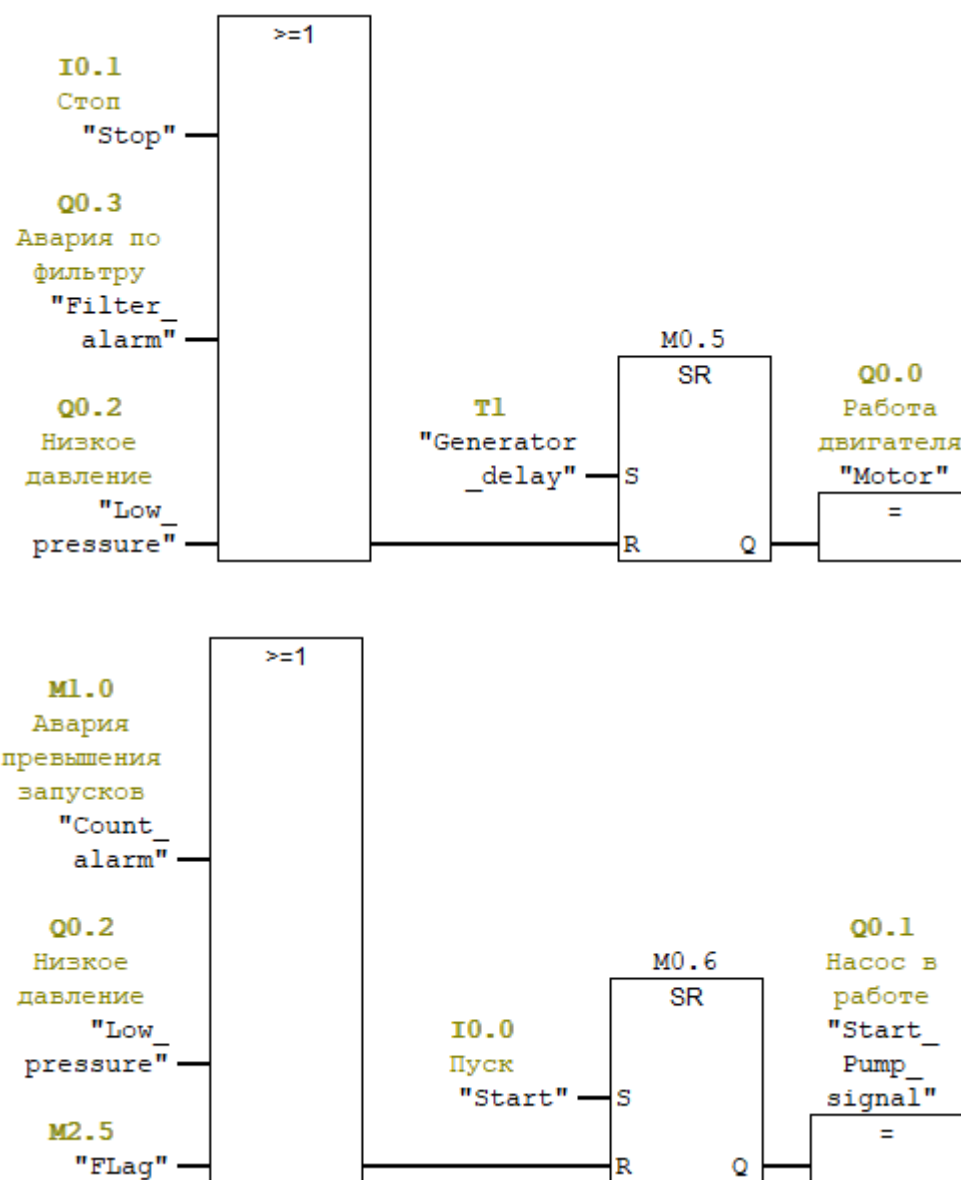 >=1
I0.1
Стоп
"Stop"
Q0.3
Авария по
фильтру
"Filter_
alarm"
Q0.2
Низкое
давление
"Low_
pressure"
T1
"Generator
_delay"
M0.5
SR
S
R
Q
Q0.0
Работа
двигателя
"Motor"
=
>=1
M1.0
Авария
превышения
запусков
"Count_
alarm"
Q0.2
Низкое
давление
"Low_
pressure"
M2.5
"FLag"
I0.0
Пуск
"Start"
M0.6
SR
S
R
Q
Q0.1
Насос в
работе
"Start_
Pump_
signal"
=